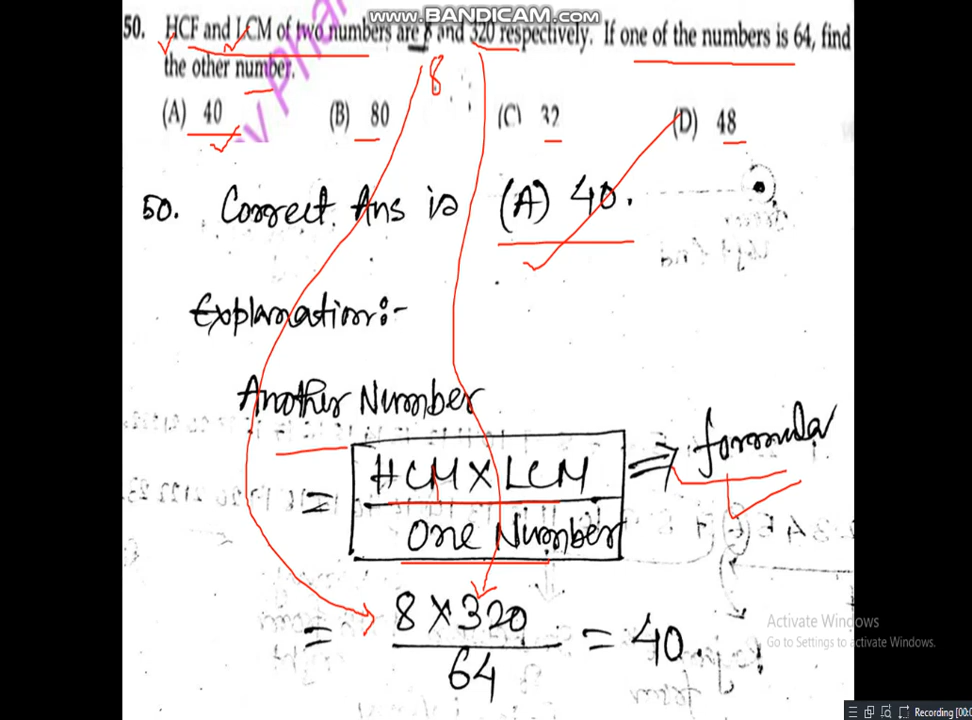 www.BANDICAM.com
50. HCF and LCM of two numbers are 8 and 320 respectively. If one of the numbers is 64, find
the other number.
8
(A) 40 (B) 80 (C) 32 (D) 48
50. Correct Ans is (A) 40.
Explanation:-
Another Number
= HCM X LCM / One Number => formula
= 8 X 320 / 64 = 40.
Activate Windows
Go to Settings to activate Windows.
Recording [00:0